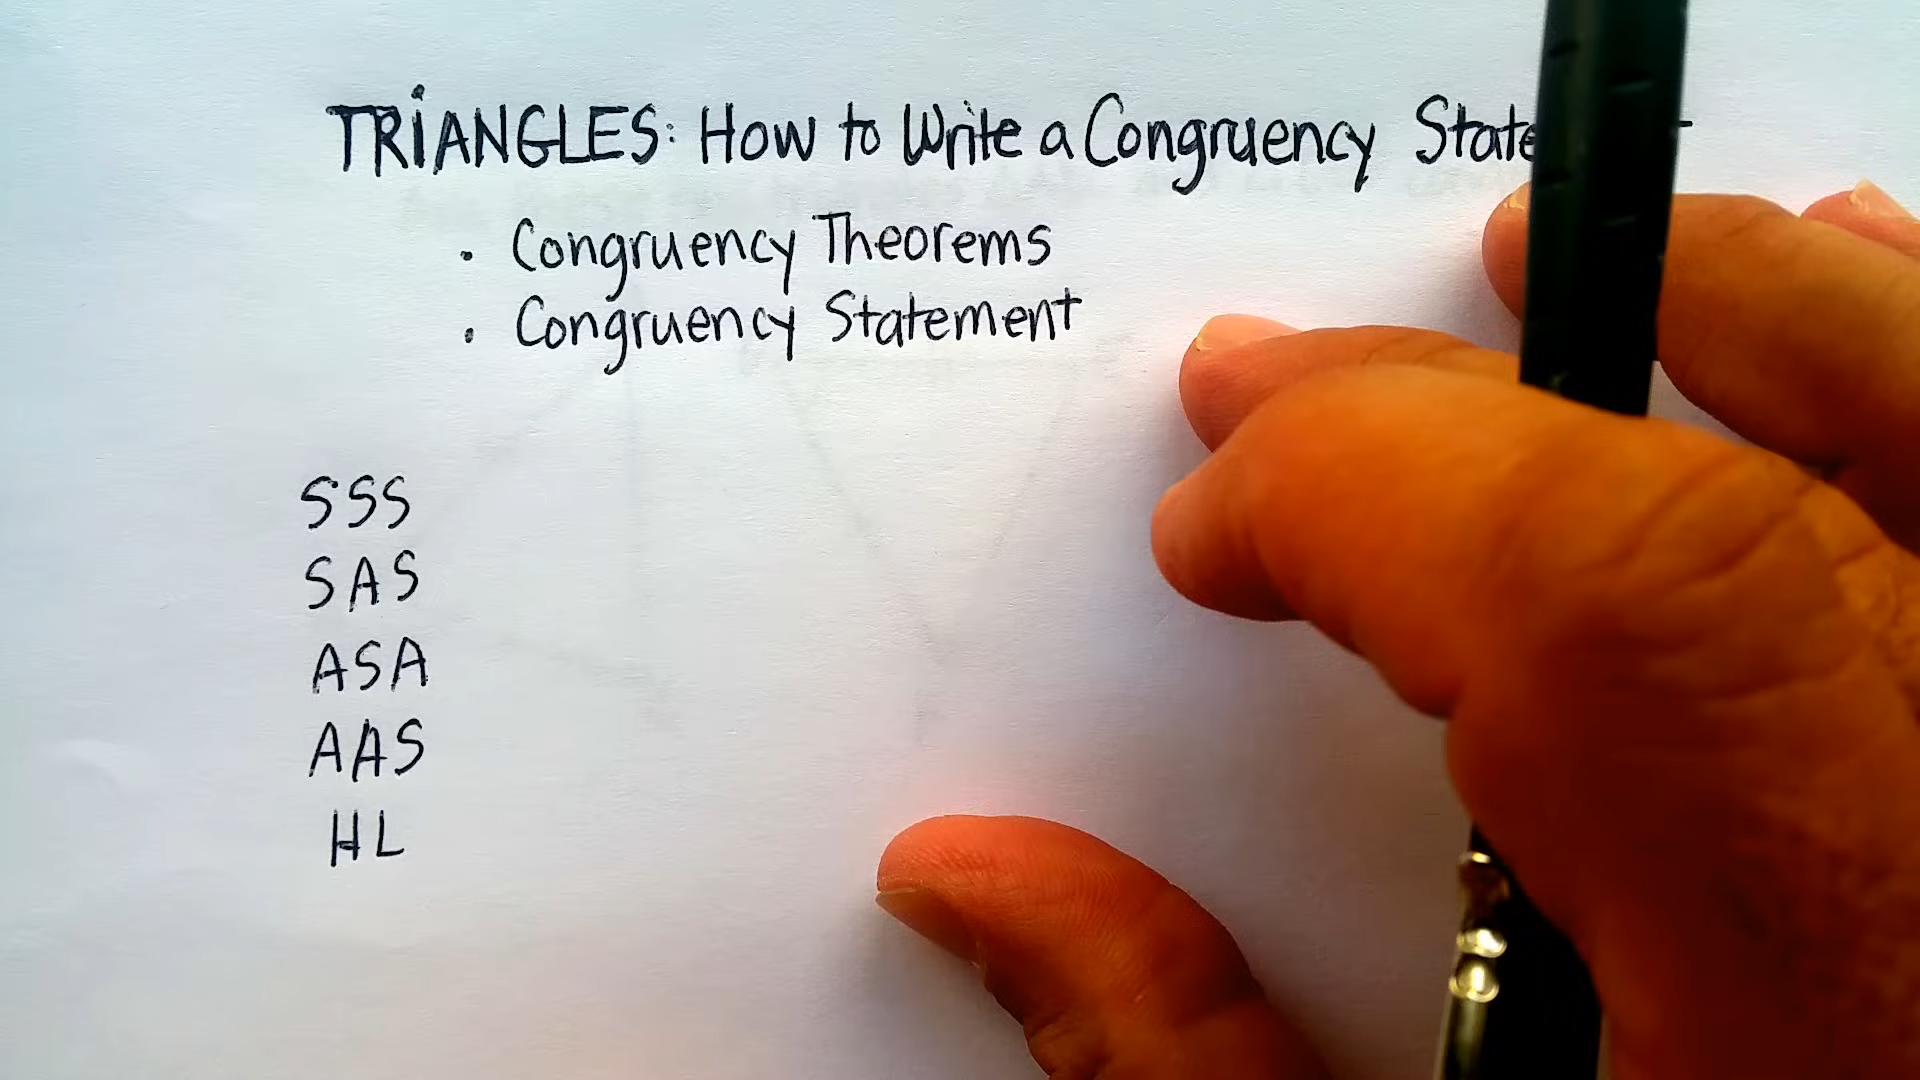 TRIANGLES: How to Write a Congruency State
. Congruency Theorems
. Congruency Statement
SSS
SAS
ASA
AAS
HL